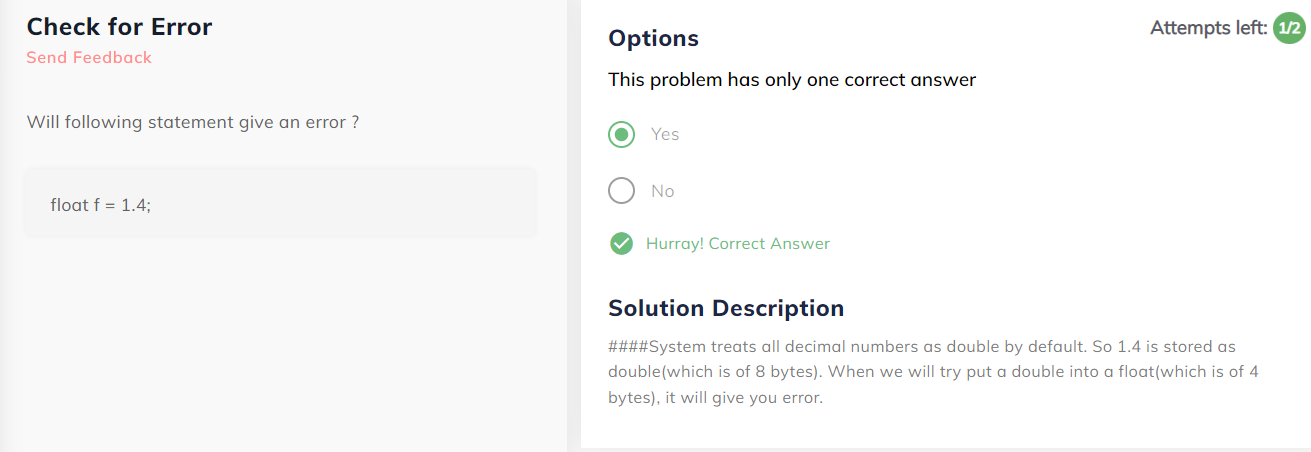 Check for Error
Send Feedback
Will following statement give an error ?
float f = 1.4;
Attempts left: 1/2
Options
This problem has only one correct answer
Yes
No
Hurray! Correct Answer
Solution Description
####System treats all decimal numbers as double by default. So 1.4 is stored as
double(which is of 8 bytes). When we will try put a double into a float(which is of 4
bytes), it will give you error.